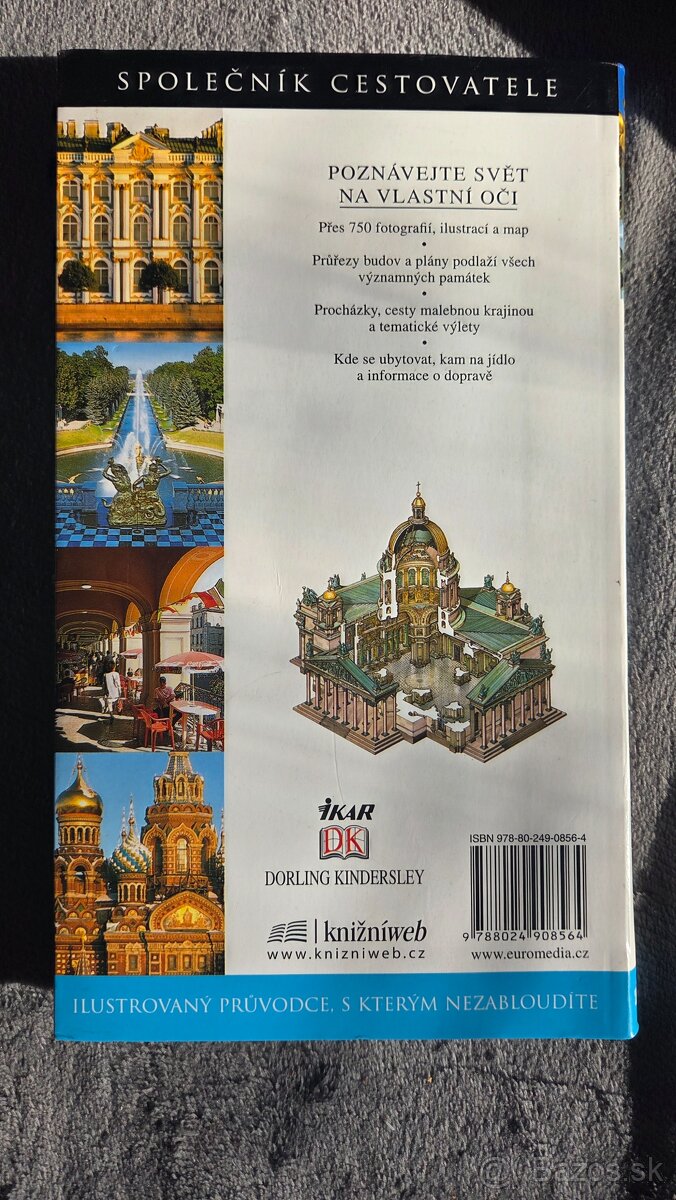 SPOLEČNÍK CESTOVATELE
POZNÁVEJTE SVĚT
NA VLASTNÍ OČI
Přes 750 fotografií, ilustrací a map
•
Průřezy budov a plány podlaží všech
významných památek
•
Procházky, cesty malebnou krajinou
a tematické výlety
•
Kde se ubytovat, kam na jídlo
a informace o dopravě
IKAR
DK
DORLING KINDERSLEY
knižníweb
www.knizniweb.cz
ISBN 978-80-249-0856-4
9 788024 908564
www.euromedia.cz
ILUSTROVANÝ PRŮVODCE, S KTERÝM NEZABLOUDÍTE
@ Bazos.sk